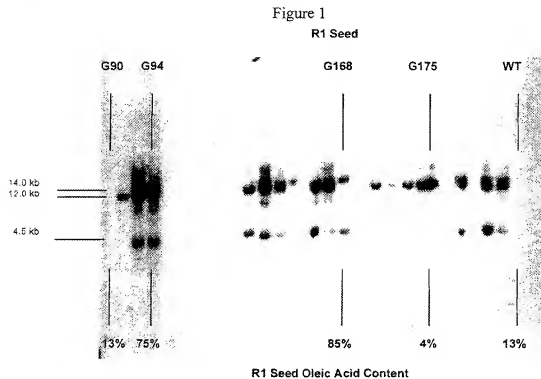 Figure 1
R1 Seed
G90 G94 G168 G175 WT
14.0 kb
12.0 kb
4.5 kb
13% 75% 85% 4% 13%
R1 Seed Oleic Acid Content